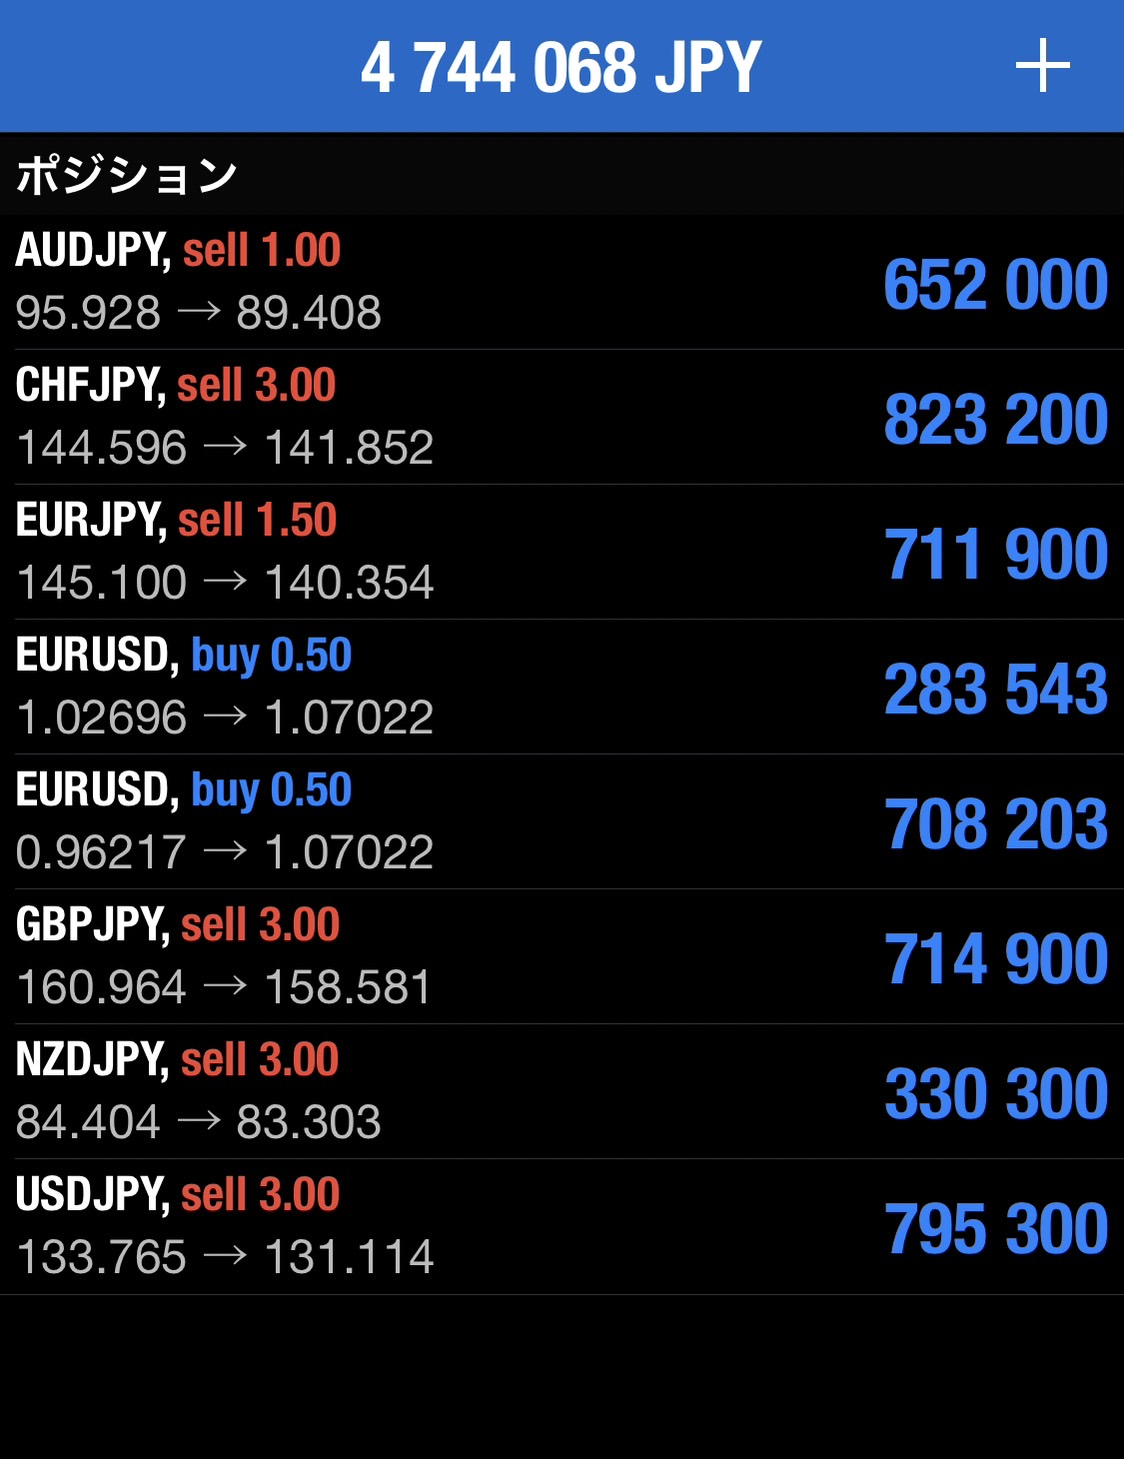 4 744 068 JPY
ポジション
AUDJPY, sell 1.00
95.928 → 89.408
652 000
CHFJPY, sell 3.00
144.596 → 141.852
823 200
EURJPY, sell 1.50
145.100 → 140.354
711 900
EURUSD, buy 0.50
1.02696 → 1.07022
283 543
EURUSD, buy 0.50
0.96217 → 1.07022
708 203
GBPJPY, sell 3.00
160.964 → 158.581
714 900
NZDJPY, sell 3.00
84.404 → 83.303
330 300
USDJPY, sell 3.00
133.765 → 131.114
795 300